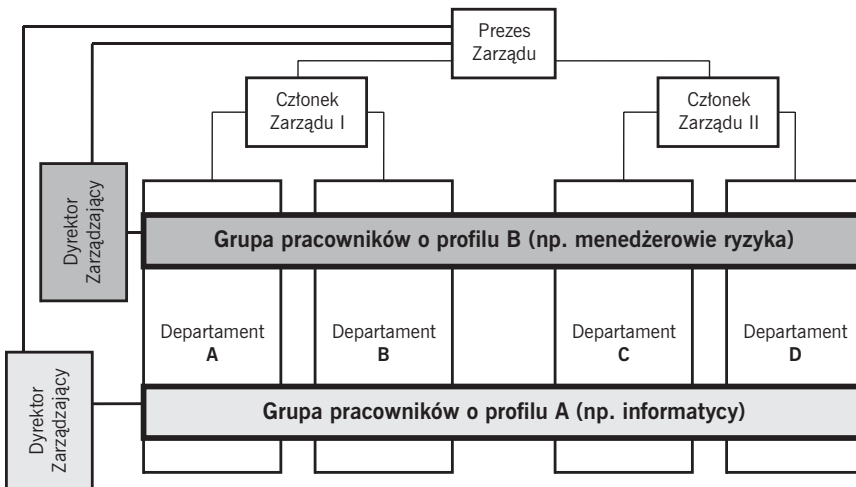 Prezes
Zarządu
Członek
Zarządu I
Członek
Zarządu II
Dyrektor
Zarządzający
Grupa pracowników o profilu B (np. menedżerowie ryzyka)
Departament
A
Departament
B
Departament
C
Departament
D
Dyrektor
Zarządzający
Grupa pracowników o profilu A (np. informatycy)